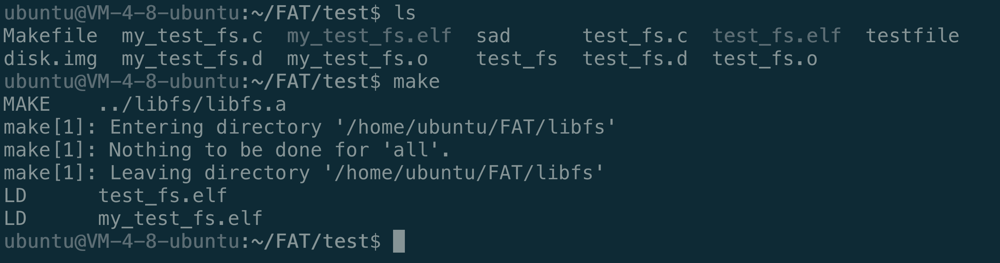 ubuntu@VM-4-8-ubuntu:~/FAT/test$ ls
Makefile  my_test_fs.c  my_test_fs.elf  sad      test_fs.c  test_fs.elf  testfile
disk.img  my_test_fs.d  my_test_fs.o    test_fs  test_fs.d  test_fs.o
ubuntu@VM-4-8-ubuntu:~/FAT/test$ make
MAKE    ../libfs/libfs.a
make[1]: Entering directory '/home/ubuntu/FAT/libfs'
make[1]: Nothing to be done for 'all'.
make[1]: Leaving directory '/home/ubuntu/FAT/libfs'
LD      test_fs.elf
LD      my_test_fs.elf
ubuntu@VM-4-8-ubuntu:~/FAT/test$